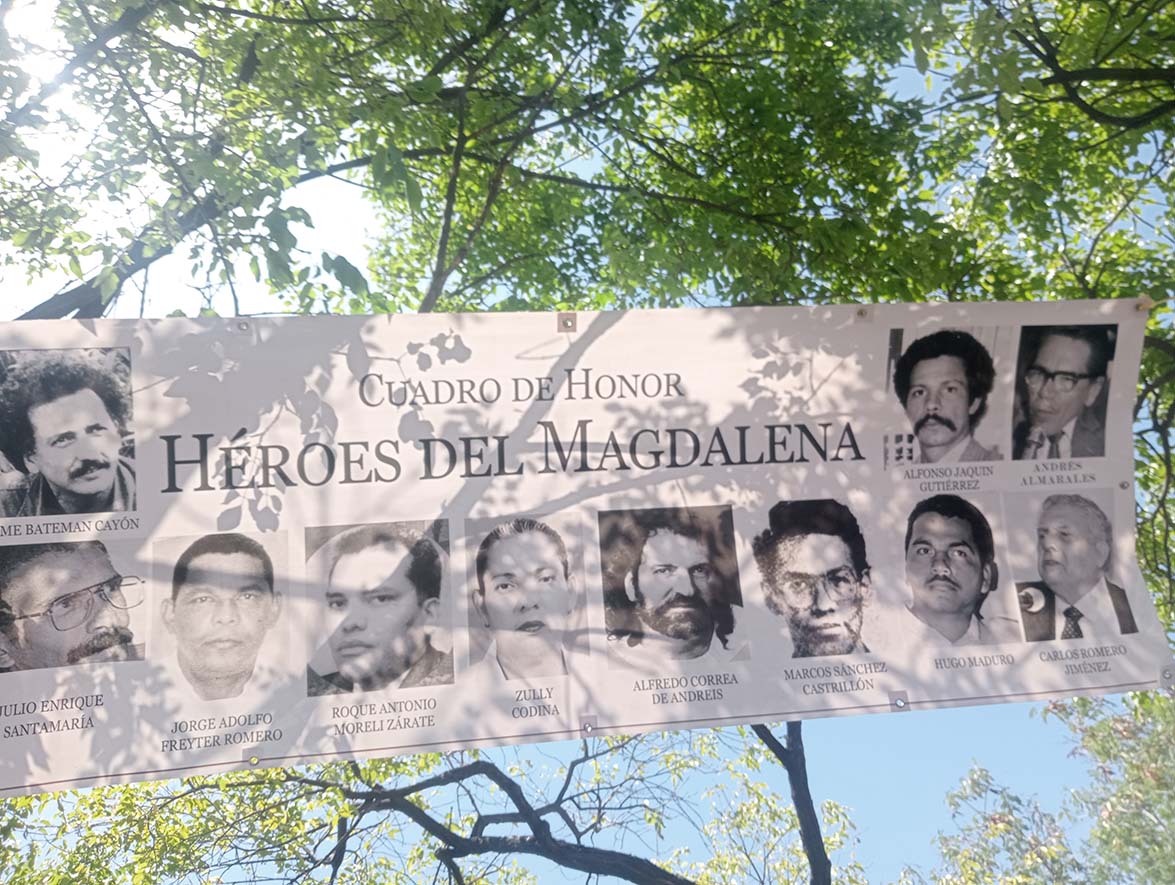 CUADRO DE HONOR
HÉROES DEL MAGDALENA
ME BATEMAN CAYÓN
ALFONSO JAQUIN
GUTIÉRREZ
ANDRÉS
ALMARALES
JULIO ENRIQUE
SANTAMARÍA
JORGE ADOLFO
FREYTER ROMERO
ROQUE ANTONIO
MORELI ZÁRATE
ZULLY
CODINA
ALFREDO CORREA
DE ANDREIS
MARCOS SÁNCHEZ
CASTRILLÓN
HUGO MADURO
CARLOS ROMERO
JIMÉNEZ